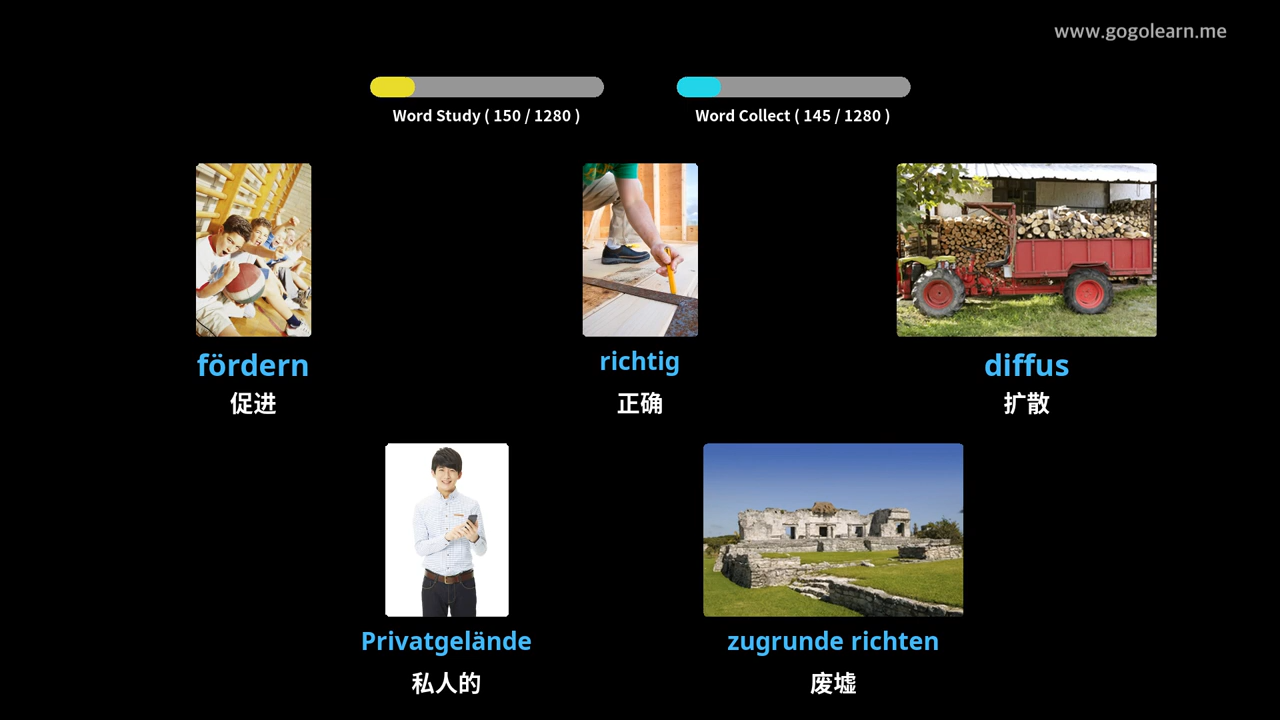 www.gogolearn.me
Word Study ( 150 / 1280 )
Word Collect ( 145 / 1280 )
fördern
促进
richtig
正确
diffus
扩散
Privatgelände
私人的
zugrunde richten
废墟